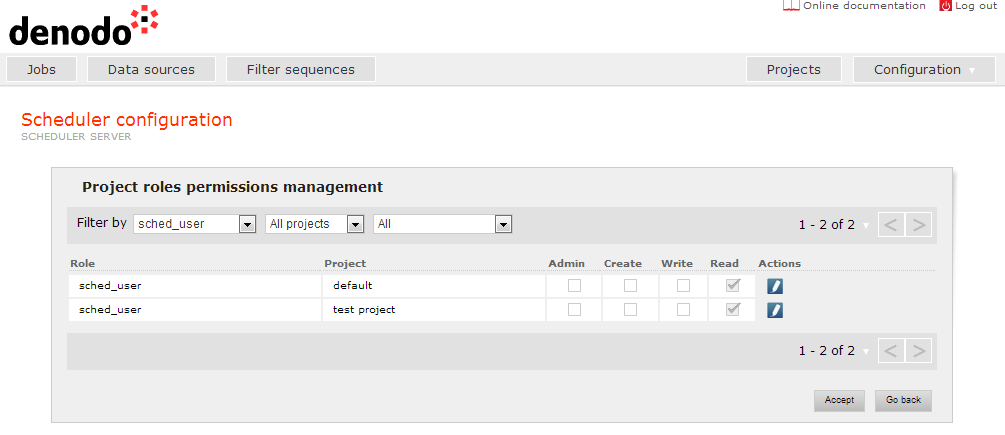 Online documentation Log out
denodo
Jobs Data sources Filter sequences Projects Configuration
Scheduler configuration
SCHEDULER SERVER
Project roles permissions management
Filter by sched_user All projects All 1 - 2 of 2 < >
Role Project Admin Create Write Read Actions
sched_user default
sched_user test project
1 - 2 of 2 < >
Accept Go back